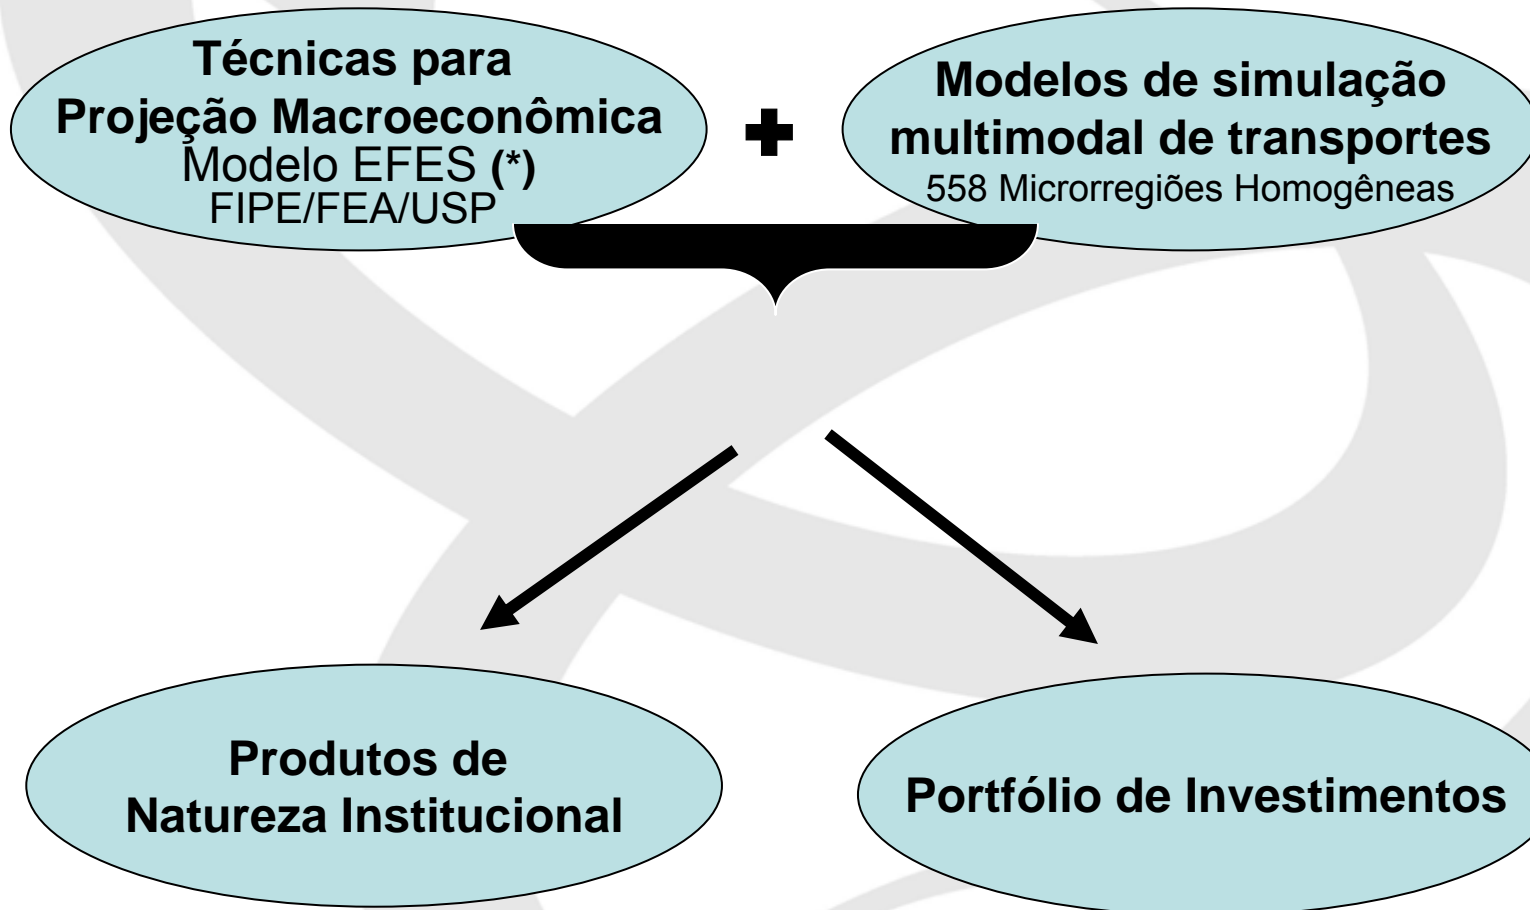 Técnicas para
Projeção Macroeconômica
Modelo EFES (*)
FIPE/FEA/USP
Modelos de simulação
multimodal de transportes
558 Microrregiões Homogêneas
Produtos de
Natureza Institucional
Portfólio de Investimentos